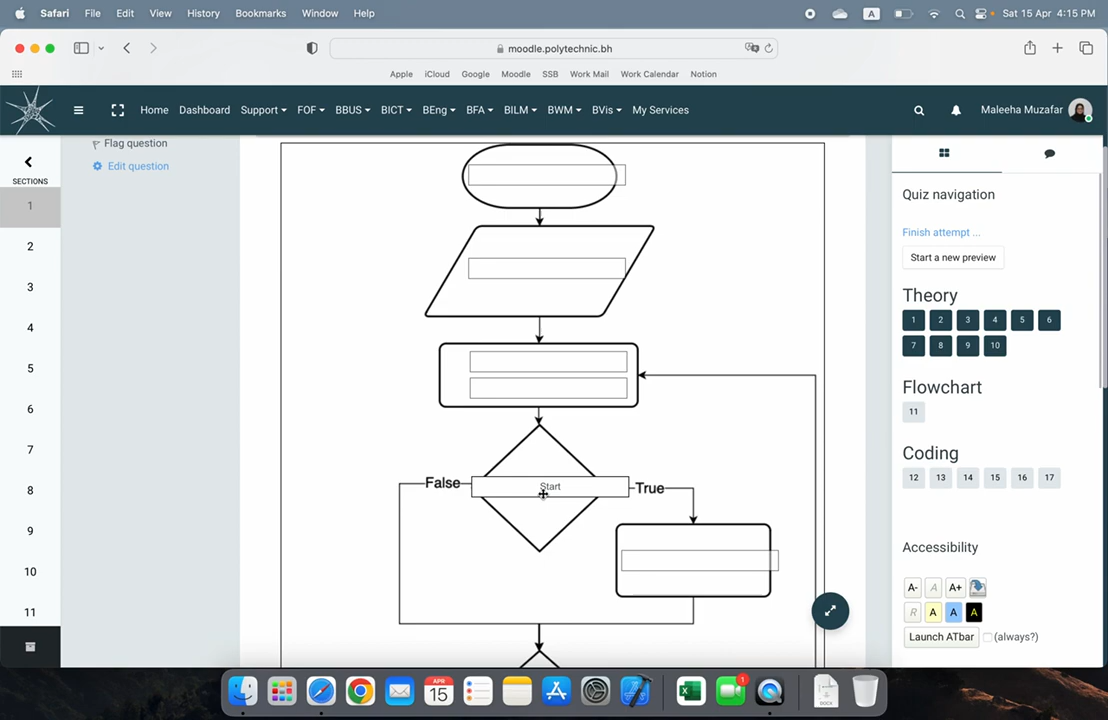 Safari File Edit View History Bookmarks Window Help A Sat 15 Apr 4:15 PM
moodle.polytechnic.bh
Apple iCloud Google Moodle SSB Work Mail Work Calendar Notion
Home Dashboard Support FOF BBUS BICT BEng BFA BILM BWM BVis My Services Maleeha Muzafar
Flag question
Edit question
SECTIONS
1
2
3
4
5
6
7
8
9
10
11
False
Start
True
Quiz navigation
Finish attempt ...
Start a new preview
Theory
1 2 3 4 5 6
7 8 9 10
Flowchart
11
Coding
12 13 14 15 16 17
Accessibility
A- A A+
R A A A
Launch ATbar (always?)
APR
15
1
DOCX